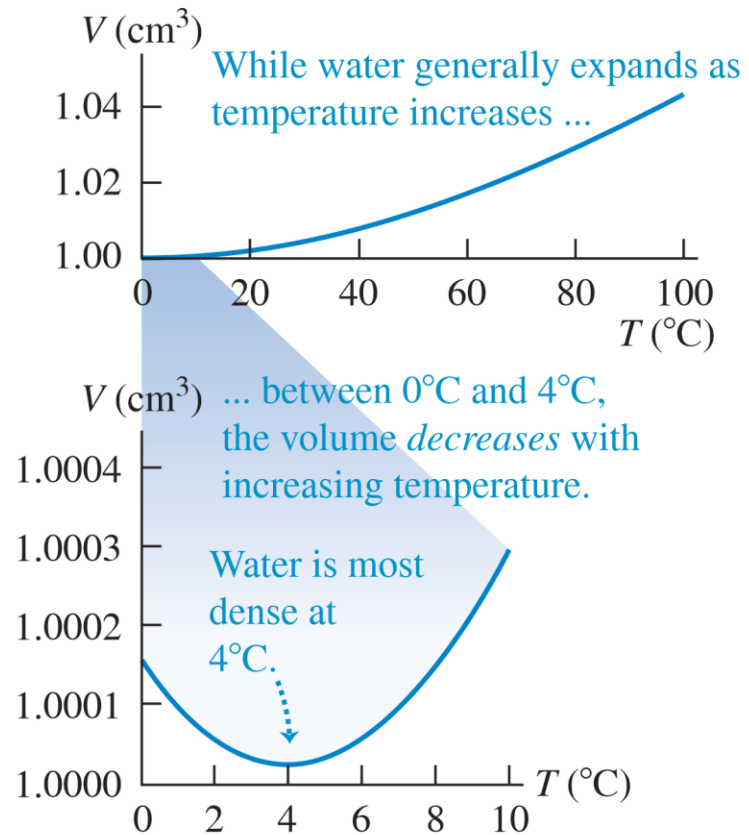 V (cm³)
While water generally expands as
temperature increases ...
1.04
1.02
1.00
0 20 40 60 80 100
T (°C)
V (cm³)
... between 0°C and 4°C,
the volume decreases with
increasing temperature.
1.0004
1.0003
Water is most
dense at
4°C.
1.0002
1.0001
1.0000
T (°C)
0 2 4 6 8 10